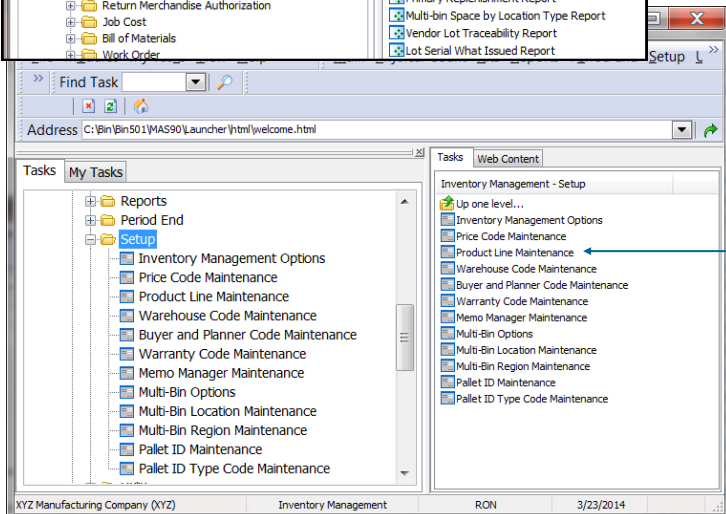 Return Merchandise Authorization
Job Cost
Bill of Materials
Work Order
Primary Replenishment Report
Multi-bin Space by Location Type Report
Vendor Lot Traceability Report
Lot Serial What Issued Report
Setup L
Find Task
Address C:\Bin\Bin501\MAS90\Launcher\html\welcome.html
Tasks My Tasks
Reports
Period End
Setup
Inventory Management Options
Price Code Maintenance
Product Line Maintenance
Warehouse Code Maintenance
Buyer and Planner Code Maintenance
Warranty Code Maintenance
Memo Manager Maintenance
Multi-Bin Options
Multi-Bin Location Maintenance
Multi-Bin Region Maintenance
Pallet ID Maintenance
Pallet ID Type Code Maintenance
Tasks Web Content
Inventory Management - Setup
Up one level...
Inventory Management Options
Price Code Maintenance
Product Line Maintenance
Warehouse Code Maintenance
Buyer and Planner Code Maintenance
Warranty Code Maintenance
Memo Manager Maintenance
Multi-Bin Options
Multi-Bin Location Maintenance
Multi-Bin Region Maintenance
Pallet ID Maintenance
Pallet ID Type Code Maintenance
XYZ Manufacturing Company (XYZ) Inventory Management RON 3/23/2014